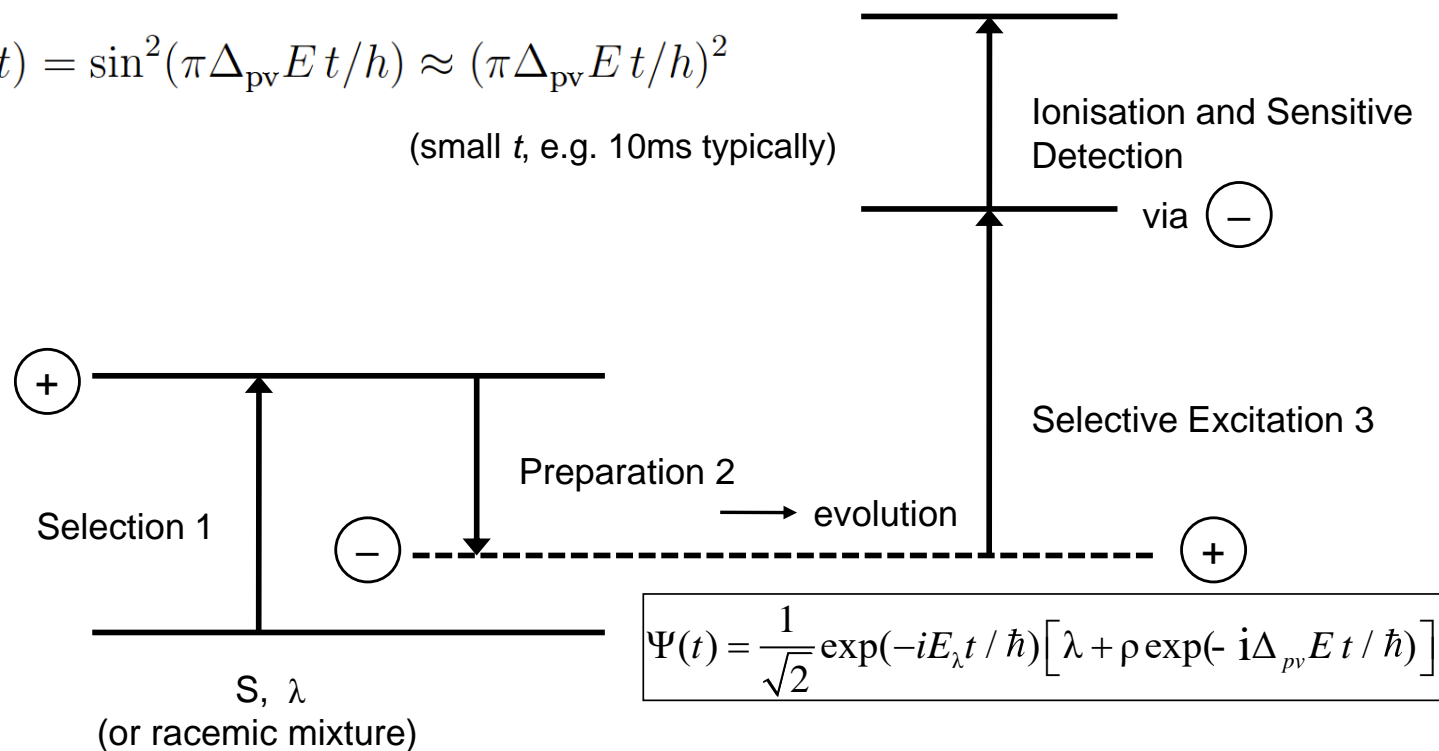 t) = sin²(πΔ_pv E t/h) ≈ (πΔ_pv E t/h)²
(small t, e.g. 10ms typically)
Ionisation and Sensitive
Detection
via −
+
Selective Excitation 3
Preparation 2
Selection 1
→ evolution
−
+
Ψ(t) = 1/√2 exp(−iE_λ t / ℏ)[λ + ρ exp(- iΔ_pv E t / ℏ)]
S, λ
(or racemic mixture)